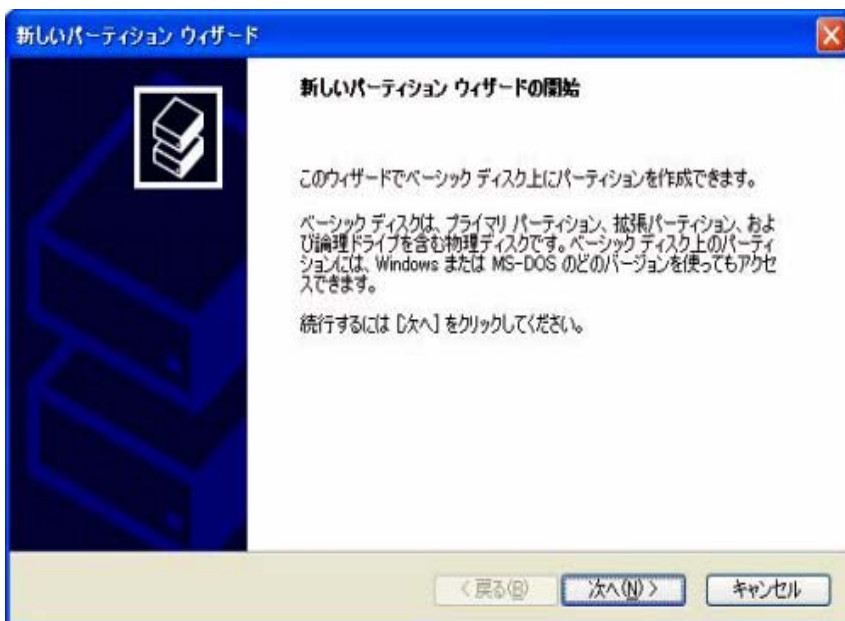 新しいパーティション ウィザード
新しいパーティション ウィザードの開始
このウィザードでベーシック ディスク上にパーティションを作成できます。
ベーシック ディスクは、プライマリ パーティション、拡張パーティション、およ
び論理ドライブを含む物理ディスクです。ベーシック ディスク上のパーティ
ションには、Windows または MS-DOS のどのバージョンを使ってもアクセ
スできます。
続行するには [次へ] をクリックしてください。
< 戻る(B) 次へ(N) > キャンセル